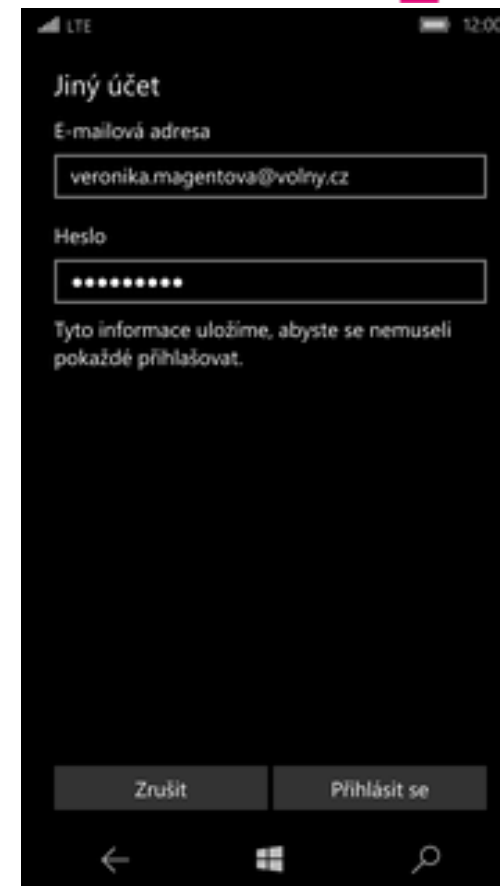 LTE 12:00
Jiný účet
E-mailová adresa
veronika.magentova@volny.cz
Heslo
•••••••••
Tyto informace uložíme, abyste se nemuseli
pokaždé přihlašovat.
Zrušit
Přihlásit se